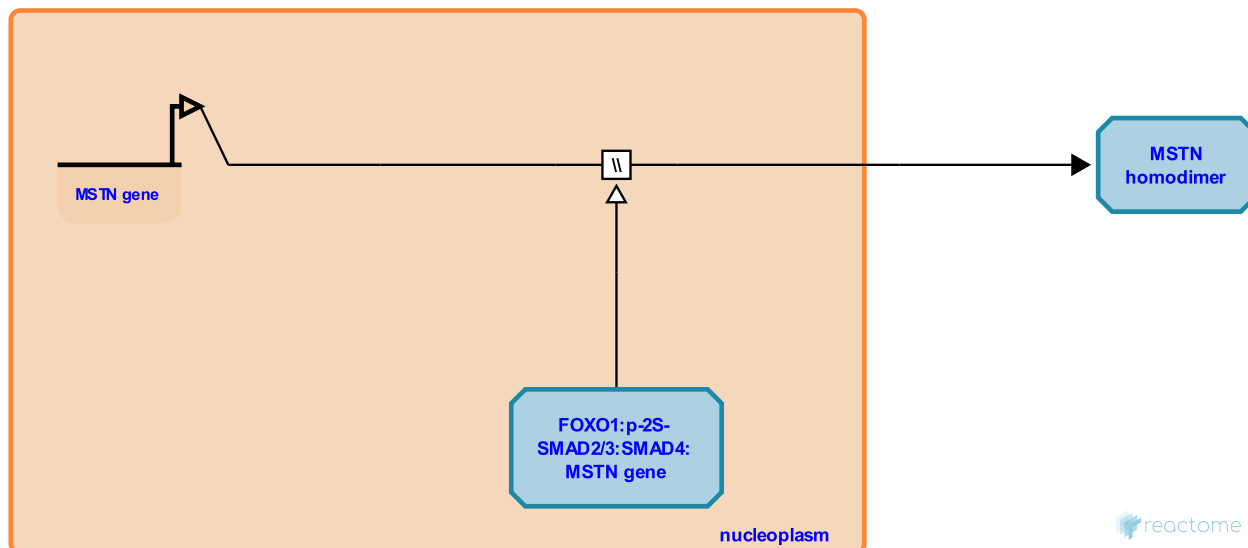 MSTN gene
\\
MSTN
homodimer
FOXO1:p-2S-
SMAD2/3:SMAD4:
MSTN gene
nucleoplasm
reactome